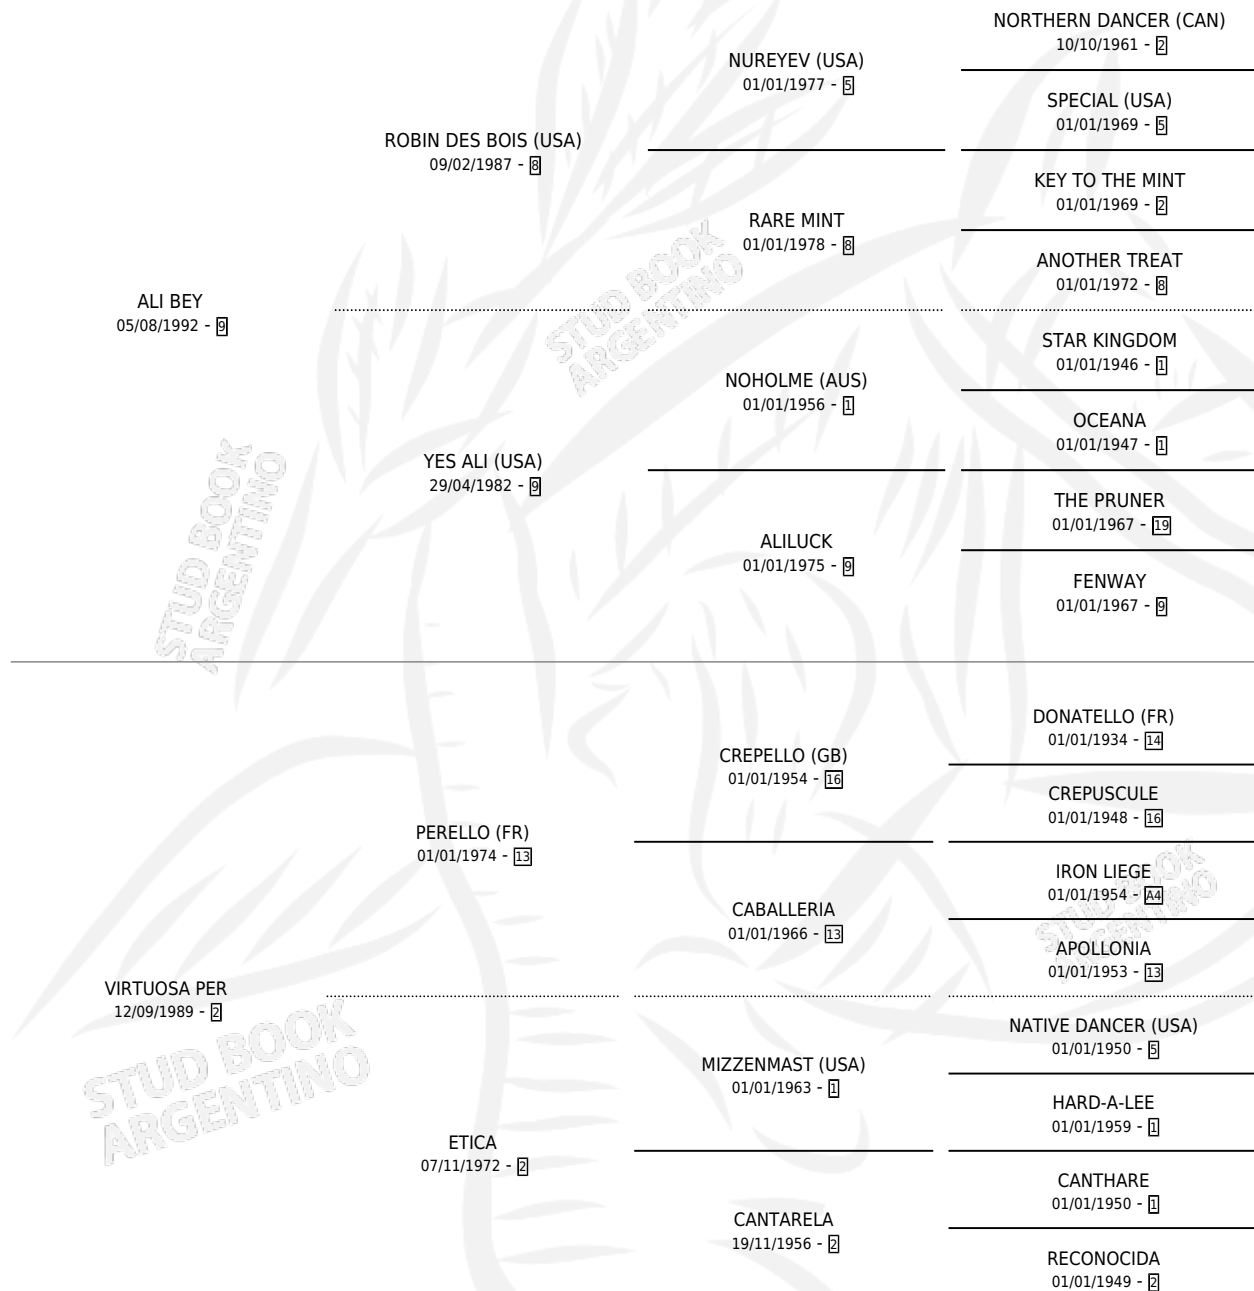 NORTHERN DANCER (CAN)
10/10/1961 - 2
NUREYEV (USA)
01/01/1977 - 5
SPECIAL (USA)
01/01/1969 - 5
ROBIN DES BOIS (USA)
09/02/1987 - 8
KEY TO THE MINT
01/01/1969 - 2
RARE MINT
01/01/1978 - 8
ANOTHER TREAT
01/01/1972 - 8
ALI BEY
05/08/1992 - 9
STAR KINGDOM
01/01/1946 - 1
NOHOLME (AUS)
01/01/1956 - 1
OCEANA
01/01/1947 - 1
YES ALI (USA)
29/04/1982 - 9
THE PRUNER
01/01/1967 - 19
ALILUCK
01/01/1975 - 9
FENWAY
01/01/1967 - 9
DONATELLO (FR)
01/01/1934 - 14
CREPELLO (GB)
01/01/1954 - 16
CREPUSCULE
01/01/1948 - 16
PERELLO (FR)
01/01/1974 - 13
IRON LIEGE
01/01/1954 - A4
CABALLERIA
01/01/1966 - 13
APOLLONIA
01/01/1953 - 13
VIRTUOSA PER
12/09/1989 - 2
NATIVE DANCER (USA)
01/01/1950 - 5
MIZZENMAST (USA)
01/01/1963 - 1
HARD-A-LEE
01/01/1959 - 1
ETICA
07/11/1972 - 2
CANTHARE
01/01/1950 - 1
CANTARELA
19/11/1956 - 2
RECONOCIDA
01/01/1949 - 2
STUD BOOK
ARGENTINO
STUD BOOK
ARGENTINO
STUD BOOK
ARGENTINO
STUD BOOK
ARGENTINO